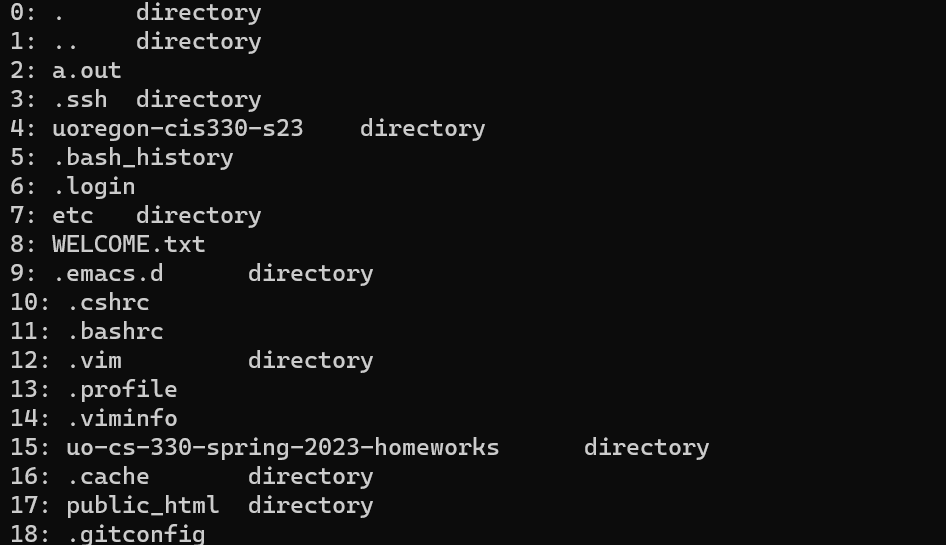 0: .     directory
1: ..    directory
2: a.out
3: .ssh  directory
4: uoregon-cis330-s23    directory
5: .bash_history
6: .login
7: etc   directory
8: WELCOME.txt
9: .emacs.d      directory
10: .cshrc
11: .bashrc
12: .vim         directory
13: .profile
14: .viminfo
15: uo-cs-330-spring-2023-homeworks      directory
16: .cache       directory
17: public_html  directory
18: .gitconfig